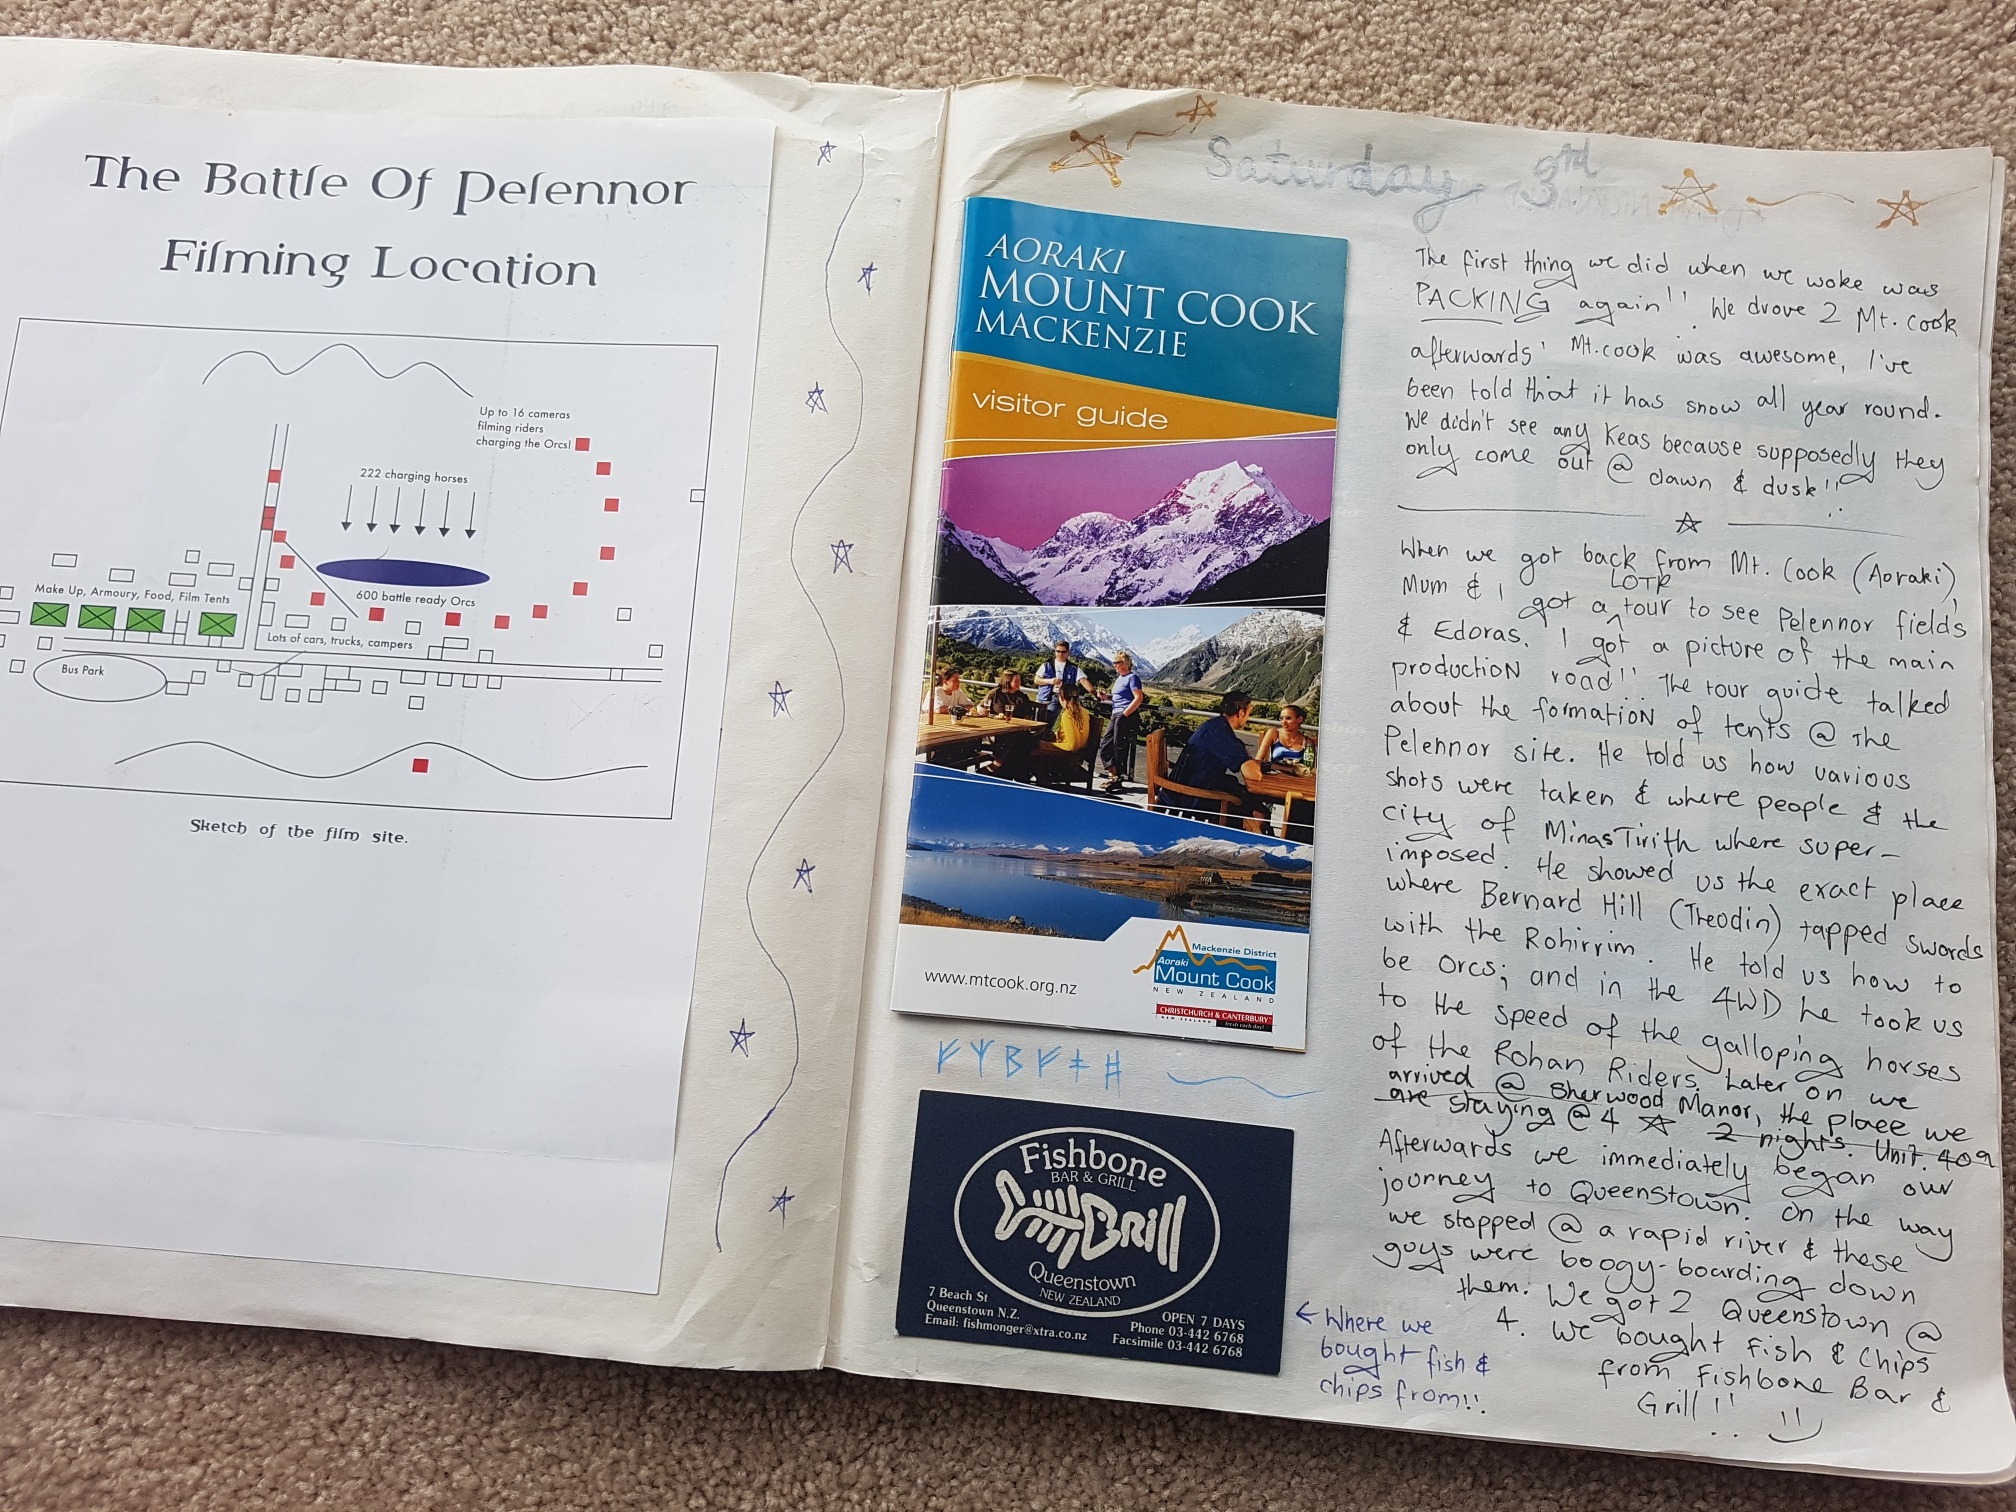 The Battle Of Pelennor
Filming Location
Up to 16 cameras
filming riders
charging the Orcs!
222 charging horses
600 battle ready Orcs
Make Up, Armoury, Food, Film Tents
Lots of cars, trucks, campers
Bus Park
Sketch of the film site.
Saturday 3rd
AORAKI
MOUNT COOK
MACKENZIE
visitor guide
www.mtcook.org.nz
Mackenzie District
Aoraki
Mount Cook
NEW ZEALAND
CHRISTCHURCH & CANTERBURY
NEW ZEALAND fresh each day!
Fishbone
BAR & GRILL
GRill
Queenstown
NEW ZEALAND
7 Beach St
Queenstown N.Z.
Email: fishmonger@xtra.co.nz
OPEN 7 DAYS
Phone 03-442 6768
Facsimile 03-442 6768
← Where we
bought fish &
chips from!!
The first thing we did when we woke was
PACKING again!! We drove 2 Mt. Cook
afterwards! Mt.cook was awesome, I've
been told that it has snow all year round.
We didn't see any Keas because supposedly they
only come out @ dawn & dusk!!
When we got back from Mt. Cook (Aoraki),
Mum & I got a LOTR tour to see Pelennor fields
& Edoras. I got a picture of the main
production road!! The tour guide talked
about the formation of tents @ the
Pelennor site. He told us how various
shots were taken & where people & the
city of Minas Tirith where super-
imposed. He showed us the exact place
where Bernard Hill (Theodin) tapped swords
with the Rohirrim. He told us how to
be Orcs; and in the 4WD he took us
to the speed of the galloping horses
of the Rohan Riders. Later on we
arrived @ Sherwood Manor, the place we
are staying @ 4 2 nights. Unit. 409
Afterwards we immediately began our
journey to Queenstown. On the way
we stopped @ a rapid river & these
guys were boogy-boarding down
them. We got 2 Queenstown @
4. We bought Fish & Chips
from Fishbone Bar &
Grill!!